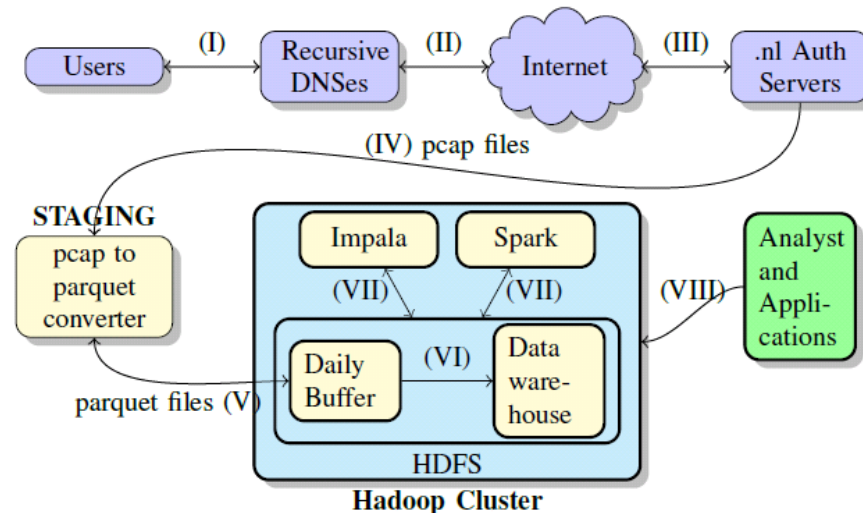 (I)
(II)
(III)
Users
Recursive
DNSes
Internet
.nl Auth
Servers
(IV) pcap files
STAGING
pcap to
parquet
converter
Impala
Spark
(VII)
(VII)
(VIII)
Analyst
and
Appli-
cations
Daily
Buffer
(VI)
Data
ware-
house
parquet files (V)
HDFS
Hadoop Cluster